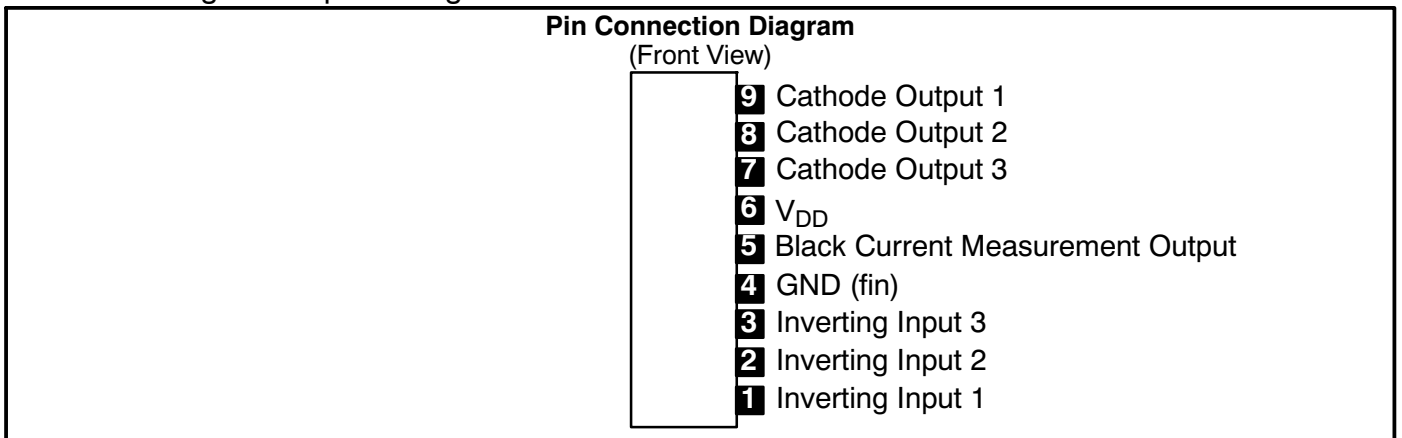 Pin Connection Diagram
(Front View)
9 Cathode Output 1
8 Cathode Output 2
7 Cathode Output 3
6 VDD
5 Black Current Measurement Output
4 GND (fin)
3 Inverting Input 3
2 Inverting Input 2
1 Inverting Input 1